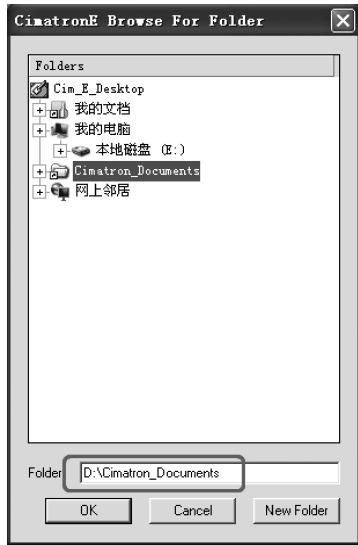 CimatronE Browse For Folder
Folders
Cim_E_Desktop
我的文档
我的电脑
本地磁盘 (E:)
Cimatron_Documents
网上邻居
Folder D:\Cimatron_Documents
OK Cancel New Folder